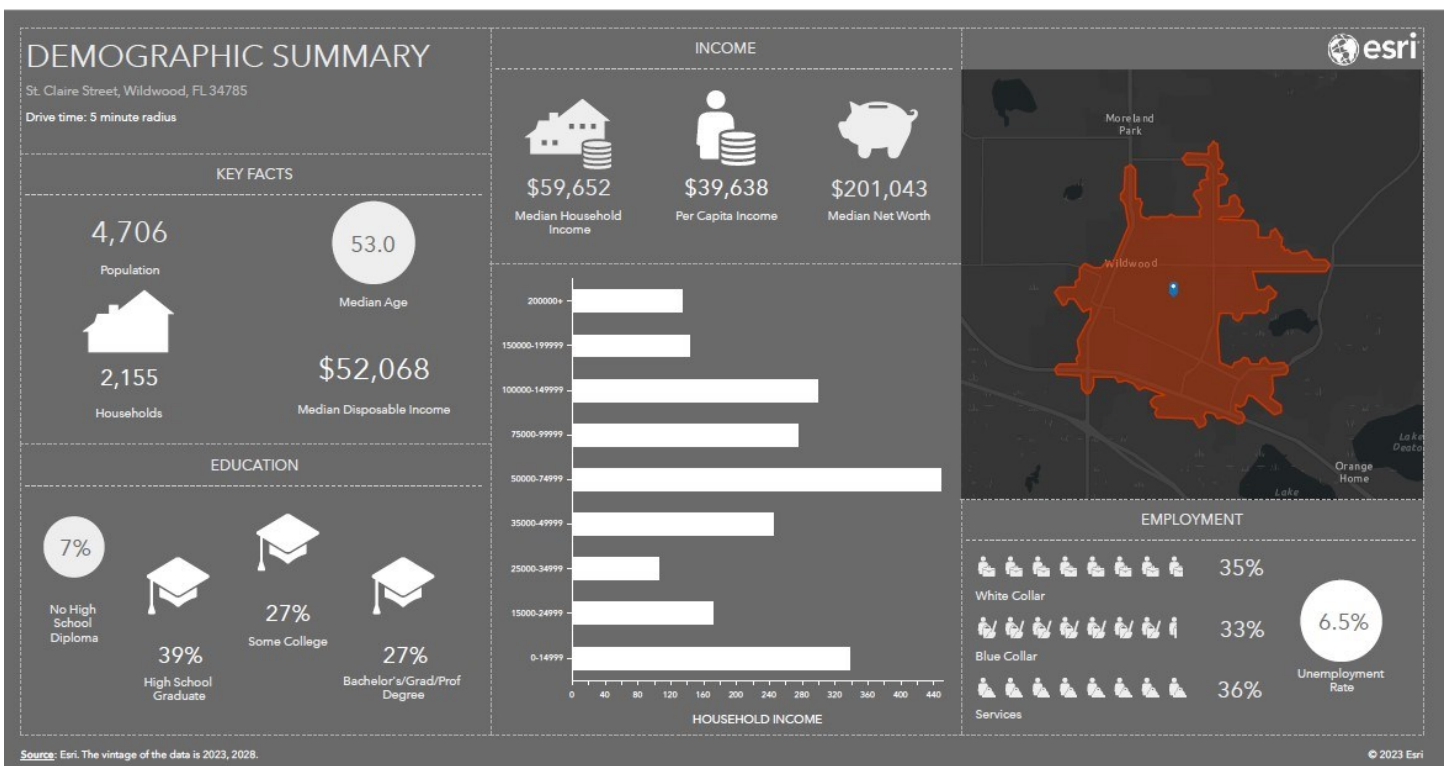 DEMOGRAPHIC SUMMARY
St. Claire Street, Wildwood, FL 34785
Drive time: 5 minute radius
KEY FACTS
4,706
Population
53.0
Median Age
2,155
Households
$52,068
Median Disposable Income
EDUCATION
7%
No High
School
Diploma
39%
High School
Graduate
27%
Some College
27%
Bachelor's/Grad/Prof
Degree
INCOME
$59,652
Median Household
Income
$39,638
Per Capita Income
$201,043
Median Net Worth
200000+
150000-199999
100000-149999
75000-99999
50000-74999
35000-49999
25000-34999
15000-24999
0-14999
0 40 80 120 160 200 240 280 320 360 400 440
HOUSEHOLD INCOME
esri
Moreland
Park
Wildwood
Lake
Orange
Home
Lake
EMPLOYMENT
35%
White Collar
33%
Blue Collar
36%
Services
6.5%
Unemployment
Rate
Source: Esri. The vintage of the data is 2023, 2028.
© 2023 Esri